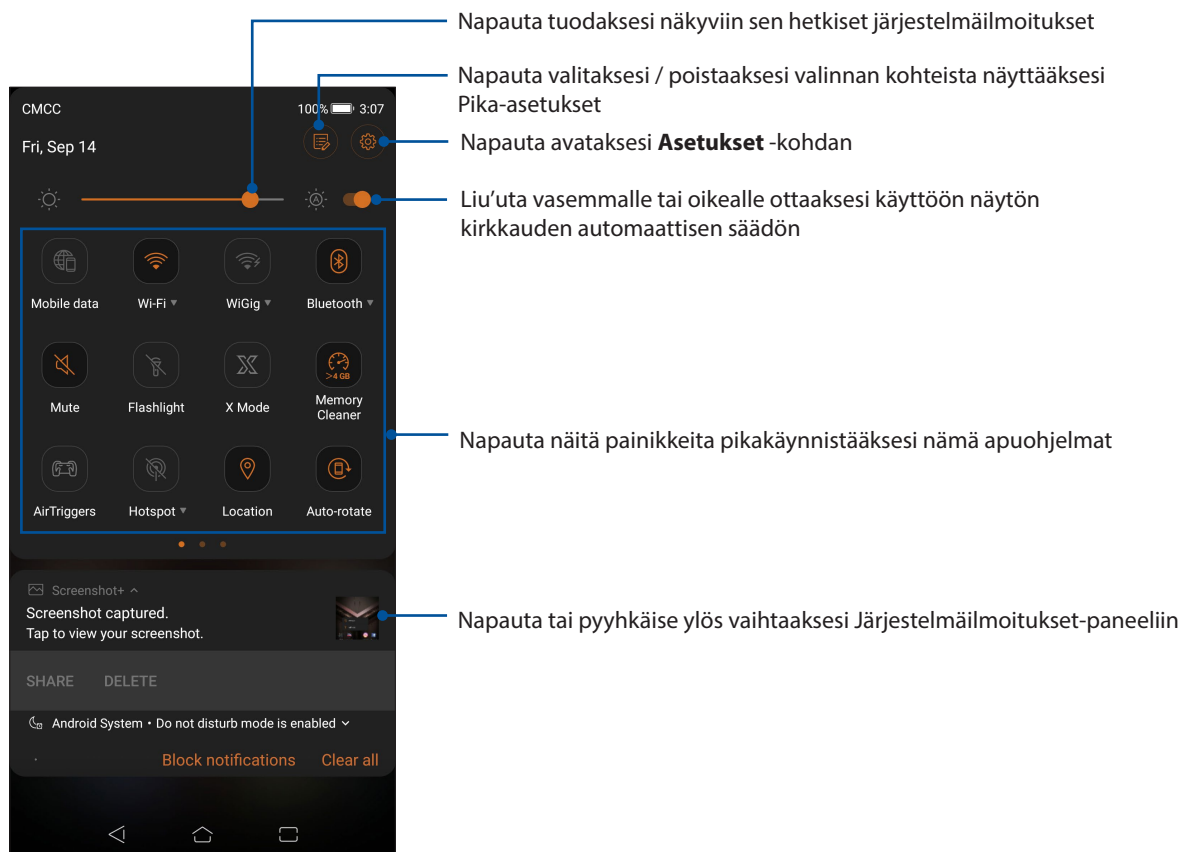 Napauta tuodaksesi näkyviin sen hetkiset järjestelmäilmoitukset
Napauta valitaksesi / poistaaksesi valinnan kohteista näyttääksesi
Pika-asetukset
Napauta avataksesi Asetukset -kohdan
Liu’uta vasemmalle tai oikealle ottaaksesi käyttöön näytön
kirkkauden automaattisen säädön
Napauta näitä painikkeita pikakäynnistääksesi nämä apuohjelmat
Napauta tai pyyhkäise ylös vaihtaaksesi Järjestelmäilmoitukset-paneeliin
CMCC 100% 3:07
Fri, Sep 14
A
Mobile data Wi-Fi WiGig Bluetooth
>4 GB
Mute Flashlight X Mode Memory
Cleaner
AirTriggers Hotspot Location Auto-rotate
Screenshot+
Screenshot captured.
Tap to view your screenshot.
SHARE DELETE
Android System • Do not disturb mode is enabled
Block notifications Clear all